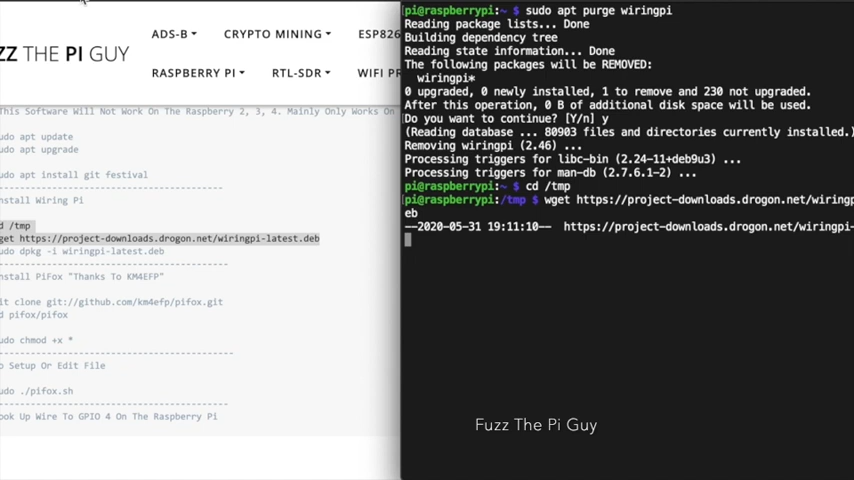 ZZ THE PI GUY
ADS-B
CRYPTO MINING
ESP826
RASPBERRY PI
RTL-SDR
WIFI PR
This Software Will Not Work On The Raspberry 2, 3, 4. Mainly Only Works On
udo apt update
udo apt upgrade
udo apt install git festival
nstall Wiring Pi
d /tmp
get https://project-downloads.drogon.net/wiringpi-latest.deb
udo dpkg -i wiringpi-latest.deb
nstall PiFox "Thanks To KM4EFP"
it clone git://github.com/km4efp/pifox.git
d pifox/pifox
udo chmod +x *
o Setup Or Edit File
udo ./pifox.sh
ook Up Wire To GPIO 4 On The Raspberry Pi
pi@raspberrypi:~ $ sudo apt purge wiringpi
Reading package lists... Done
Building dependency tree
Reading state information... Done
The following packages will be REMOVED:
wiringpi*
0 upgraded, 0 newly installed, 1 to remove and 230 not upgraded.
After this operation, 0 B of additional disk space will be used.
Do you want to continue? [Y/n] y
(Reading database ... 80903 files and directories currently installed.)
Removing wiringpi (2.46) ...
Processing triggers for libc-bin (2.24-11+deb9u3) ...
Processing triggers for man-db (2.7.6.1-2) ...
pi@raspberrypi:~ $ cd /tmp
pi@raspberrypi:/tmp $ wget https://project-downloads.drogon.net/wiringp
eb
--2020-05-31 19:11:10-- https://project-downloads.drogon.net/wiringpi-
Fuzz The Pi Guy